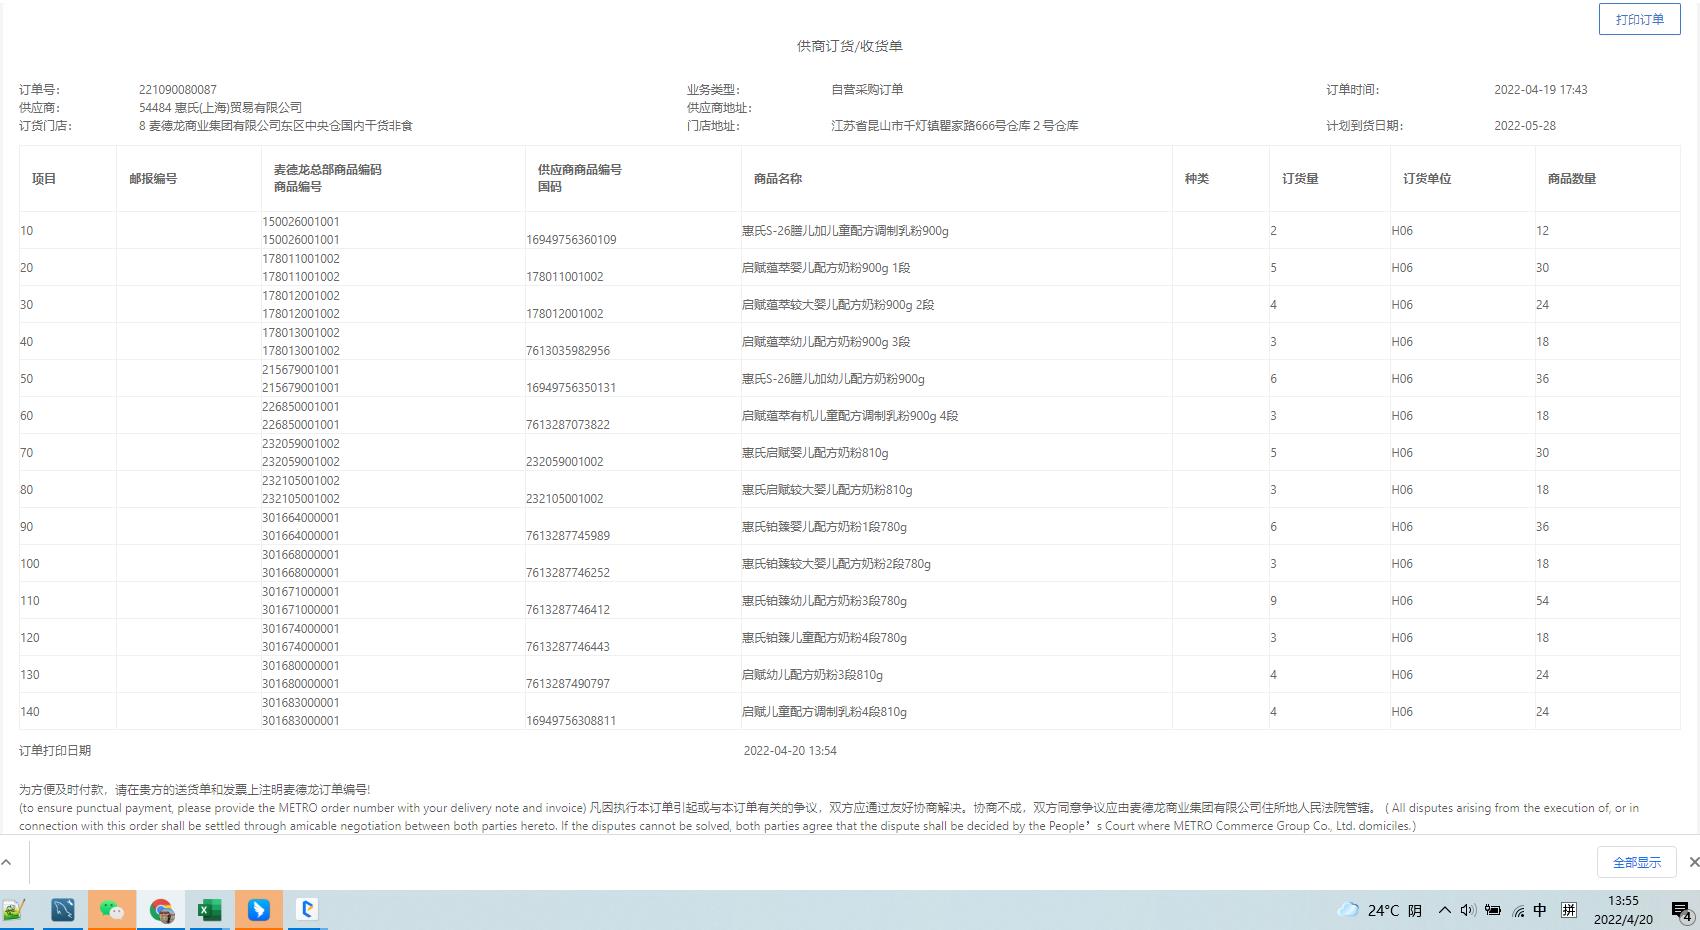 打印订单
供商订货/收货单
订单号: 221090080087 业务类型: 自营采购订单 订单时间: 2022-04-19 17:43
供应商: 54484 惠氏(上海)贸易有限公司 供应商地址:
订货门店: 8 麦德龙商业集团有限公司东区中央仓国内干货非食 门店地址: 江苏省昆山市千灯镇瞿家路666号仓库 2 号仓库 计划到货日期: 2022-05-28
项目 邮报编号 麦德龙总部商品编码 商品编号 供应商商品编号 国码 商品名称 种类 订货量 订货单位 商品数量
10 150026001001 150026001001 16949756360109 惠氏S-26膳儿加儿童配方调制乳粉900g 2 H06 12
20 178011001002 178011001002 178011001002 启赋蕴萃婴儿配方奶粉900g 1段 5 H06 30
30 178012001002 178012001002 178012001002 启赋蕴萃较大婴儿配方奶粉900g 2段 4 H06 24
40 178013001002 178013001002 7613035982956 启赋蕴萃幼儿配方奶粉900g 3段 3 H06 18
50 215679001001 215679001001 16949756350131 惠氏S-26膳儿加幼儿配方奶粉900g 6 H06 36
60 226850001001 226850001001 7613287073822 启赋蕴萃有机儿童配方调制乳粉900g 4段 3 H06 18
70 232059001002 232059001002 232059001002 惠氏启赋婴儿配方奶粉810g 5 H06 30
80 232105001002 232105001002 232105001002 惠氏启赋较大婴儿配方奶粉810g 3 H06 18
90 301664000001 301664000001 7613287745989 惠氏铂臻婴儿配方奶粉1段780g 6 H06 36
100 301668000001 301668000001 7613287746252 惠氏铂臻较大婴儿配方奶粉2段780g 3 H06 18
110 301671000001 301671000001 7613287746412 惠氏铂臻幼儿配方奶粉3段780g 9 H06 54
120 301674000001 301674000001 7613287746443 惠氏铂臻儿童配方奶粉4段780g 3 H06 18
130 301680000001 301680000001 7613287490797 启赋幼儿配方奶粉3段810g 4 H06 24
140 301683000001 301683000001 16949756308811 启赋儿童配方调制乳粉4段810g 4 H06 24
订单打印日期 2022-04-20 13:54
为方便及时付款，请在贵方的送货单和发票上注明麦德龙订单编号!
(to ensure punctual payment, please provide the METRO order number with your delivery note and invoice) 凡因执行本订单引起或与本订单有关的争议，双方应通过友好协商解决。协商不成，双方同意争议应由麦德龙商业集团有限公司住所地人民法院管辖。 ( All disputes arising from the execution of, or in
connection with this order shall be settled through amicable negotiation between both parties hereto. If the disputes cannot be solved, both parties agree that the dispute shall be decided by the People’s Court where METRO Commerce Group Co., Ltd. domiciles.)
全部显示
24°C 阴 中 拼 13:55
2022/4/20 4